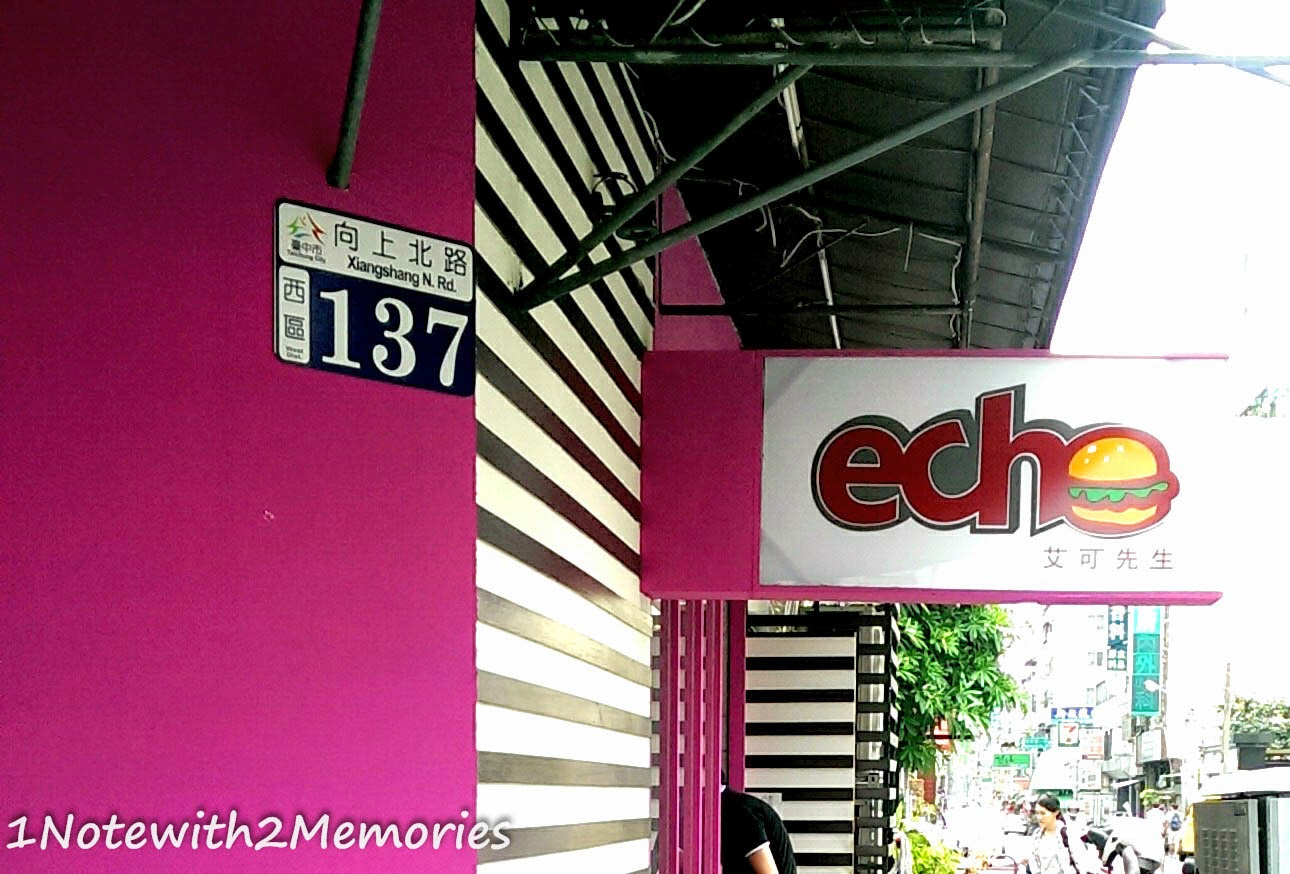 臺中市
Taichung City
向上北路
Xiangshang N. Rd.
西區
West Dist.
137
echo
艾可先生
1Notewith2Memories